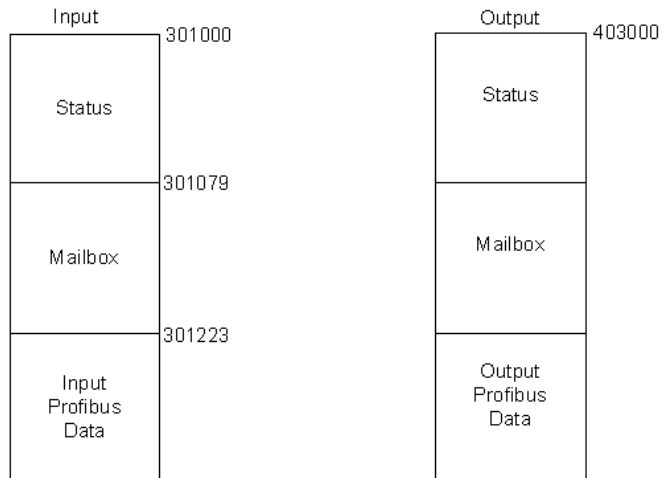 Input
301000
Status
301079
Mailbox
301223
Input
Profibus
Data
Output
403000
Status
Mailbox
Output
Profibus
Data